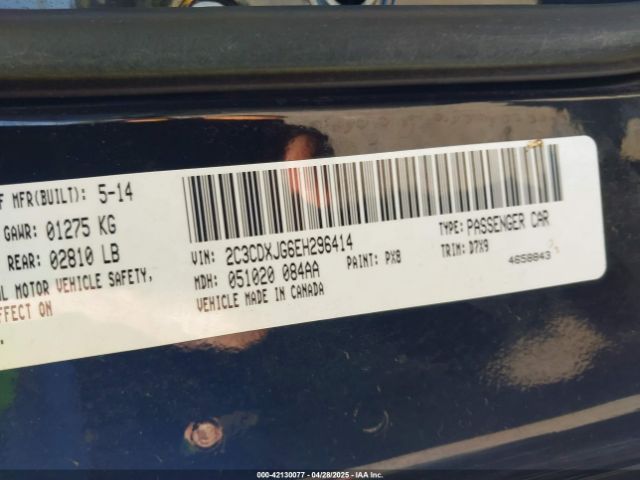 F MFR(BUILT): 5-14
GAWR: 01275 KG
REAR: 02810 LB
L MOTOR VEHICLE SAFETY,
FFECT ON
VIN: 2C3CDXJG6EH296414
TYPE: PASSENGER CAR
MDH: 051020 084AA
PAINT: PX8
TRIM: D7X9
VEHICLE MADE IN CANADA
4658843
000-42130077 | 04/28/2025 - IAA Inc.